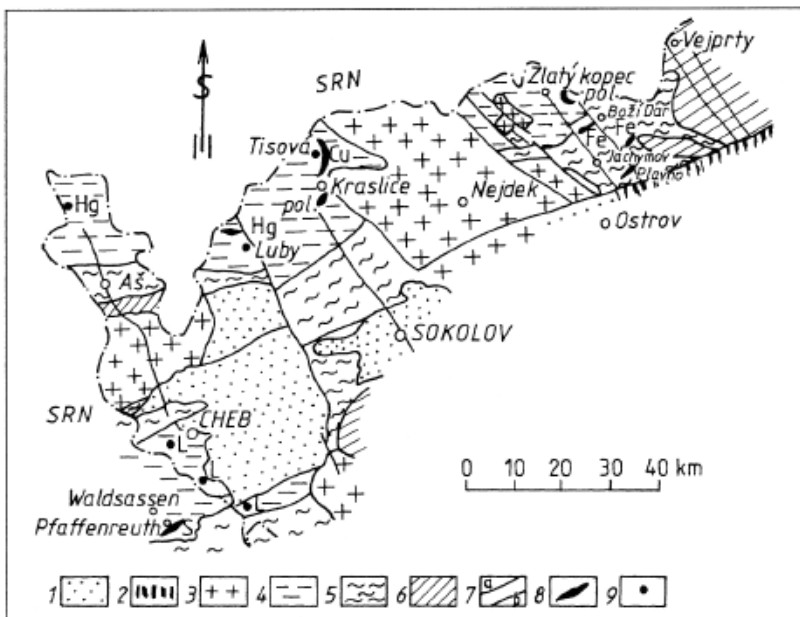 Vejprty
SRN
Zlatý kopec
pol.
S
Boží Dar
Fe
Fe
Tisová
Cu
Jáchymov
Plavno
Kraslice
Nejdek
Hg
pol.
Ostrov
Hg
Luby
Aš
SOKOLOV
SRN
CHEB
L
L
0 10 20 30 40 km
Waldsassen
L
Pfaffenreuth
S
1 2 3 4 5 6 7 a b 8 9